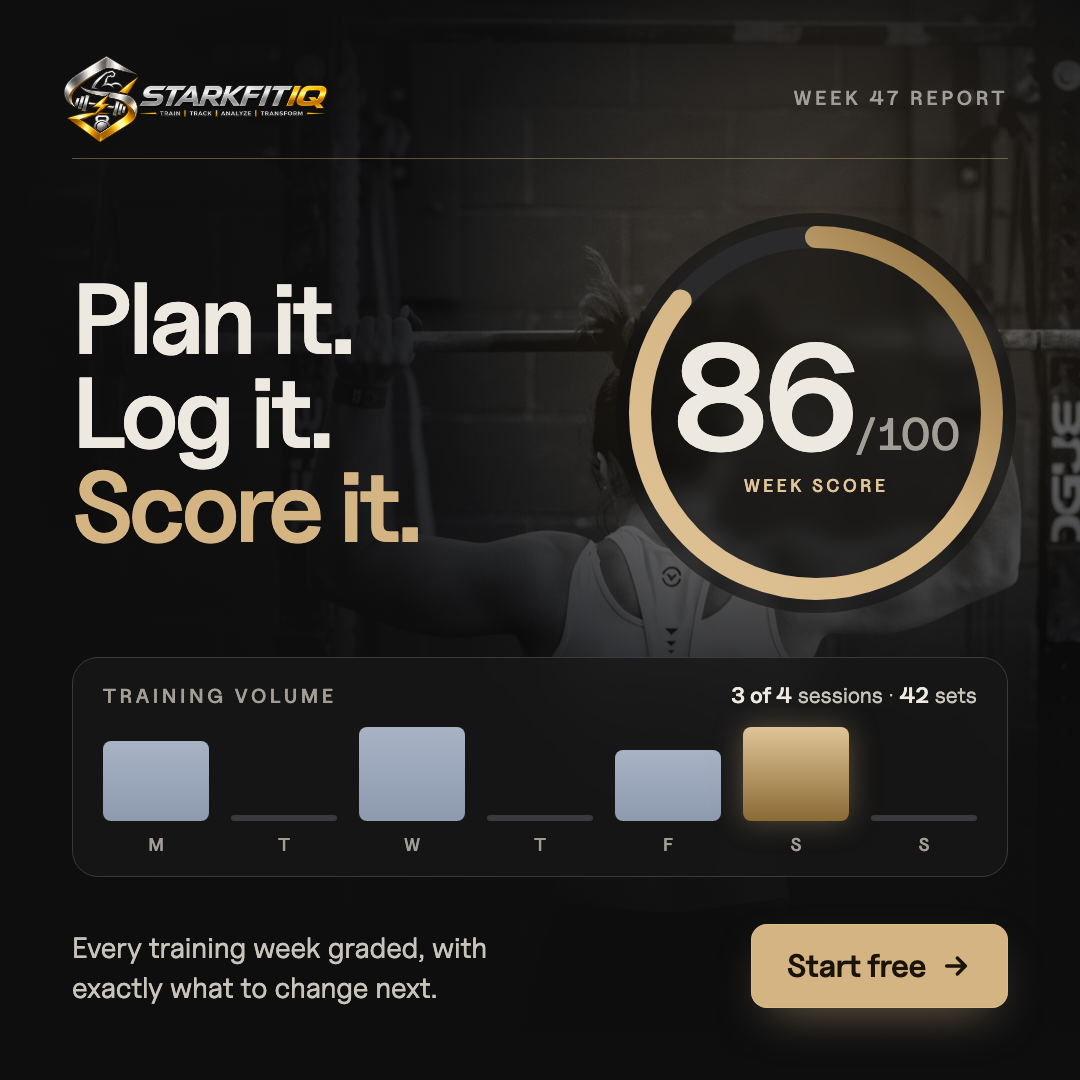 STARKFITIQ
TRAIN | TRACK | ANALYZE | TRANSFORM
WEEK 47 REPORT
Plan it.
Log it.
Score it.
86/100
WEEK SCORE
TRAINING VOLUME
3 of 4 sessions · 42 sets
M T W T F S S
Every training week graded, with
exactly what to change next.
Start free →